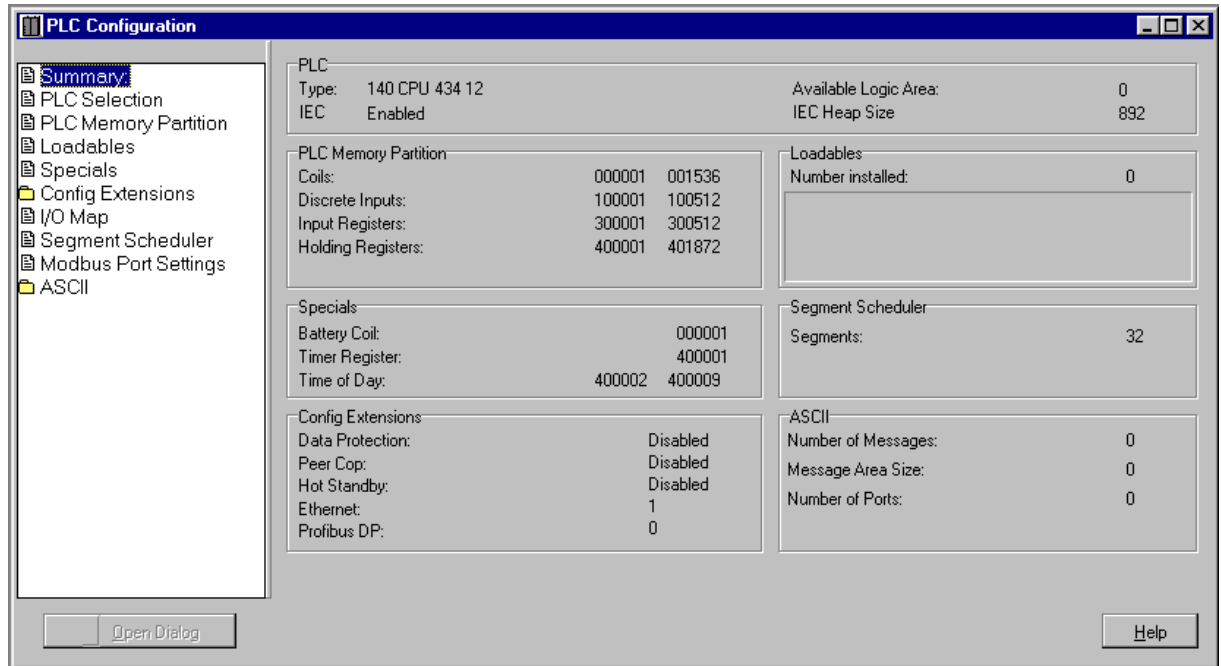 PLC Configuration
Summary:
PLC Selection
PLC Memory Partition
Loadables
Specials
Config Extensions
I/O Map
Segment Scheduler
Modbus Port Settings
ASCII
PLC
Type: 140 CPU 434 12 Available Logic Area: 0
IEC Enabled IEC Heap Size 892
PLC Memory Partition
Coils: 000001 001536
Discrete Inputs: 100001 100512
Input Registers: 300001 300512
Holding Registers: 400001 401872
Loadables
Number installed: 0
Specials
Battery Coil: 000001
Timer Register: 400001
Time of Day: 400002 400009
Segment Scheduler
Segments: 32
Config Extensions
Data Protection: Disabled
Peer Cop: Disabled
Hot Standby: Disabled
Ethernet: 1
Profibus DP: 0
ASCII
Number of Messages: 0
Message Area Size: 0
Number of Ports: 0
Open Dialog
Help